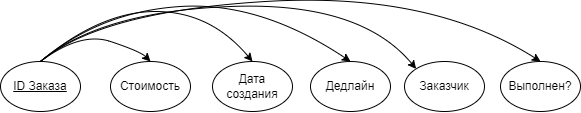 ID Заказа
Стоимость
Дата
создания
Дедлайн
Заказчик
Выполнен?